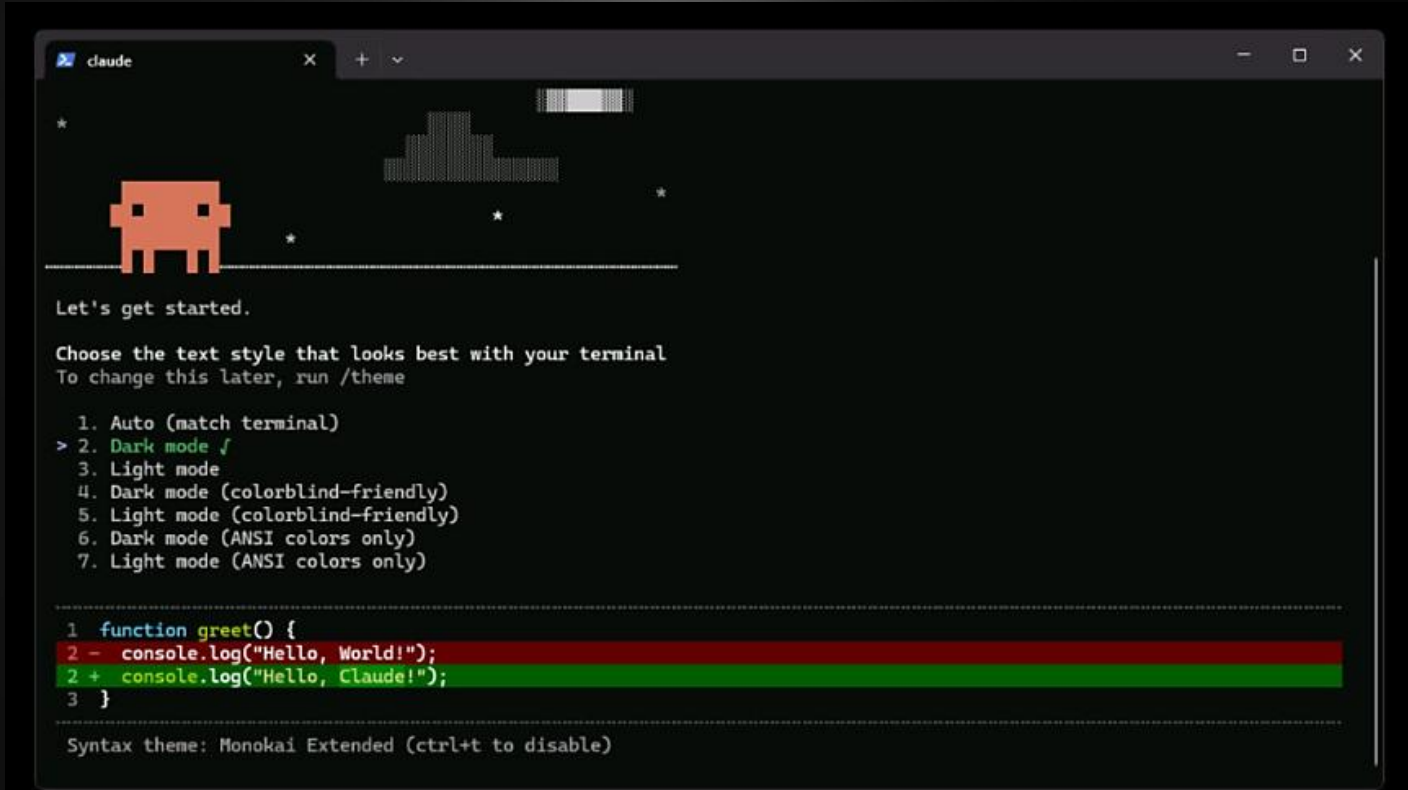 claude
*
*
*
*
Let's get started.
Choose the text style that looks best with your terminal
To change this later, run /theme
1. Auto (match terminal)
> 2. Dark mode √
3. Light mode
4. Dark mode (colorblind-friendly)
5. Light mode (colorblind-friendly)
6. Dark mode (ANSI colors only)
7. Light mode (ANSI colors only)
1 function greet() {
2 - console.log("Hello, World!");
2 + console.log("Hello, Claude!");
3 }
Syntax theme: Monokai Extended (ctrl+t to disable)